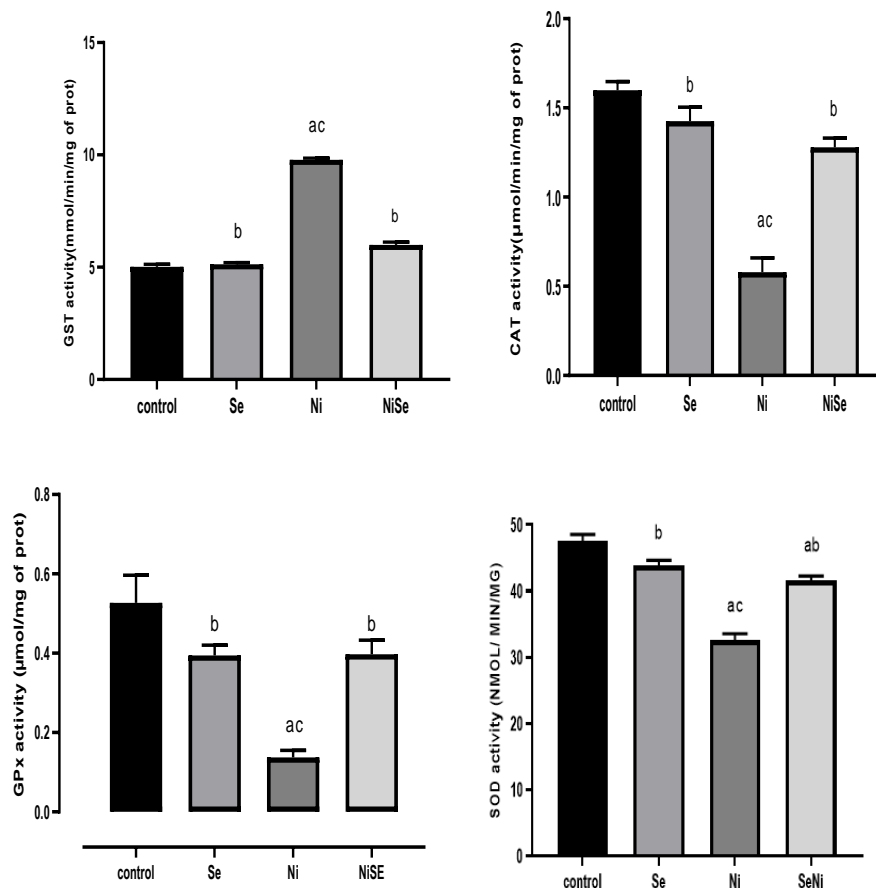 GST activity(mmol/min/mg of prot)
15
10
5
0
b
ac
b
control Se Ni NiSe
CAT activity(µmol/min/mg of prot)
2.0
1.5
1.0
0.5
0.0
b
ac
b
control Se Ni NiSe
GPx activity (µmol/mg of prot)
0.8
0.6
0.4
0.2
0.0
b
ac
b
control Se Ni NiSE
SOD activity (NMOL/ MIN/MG)
50
40
30
20
10
0
b
ac
ab
control Se Ni SeNi